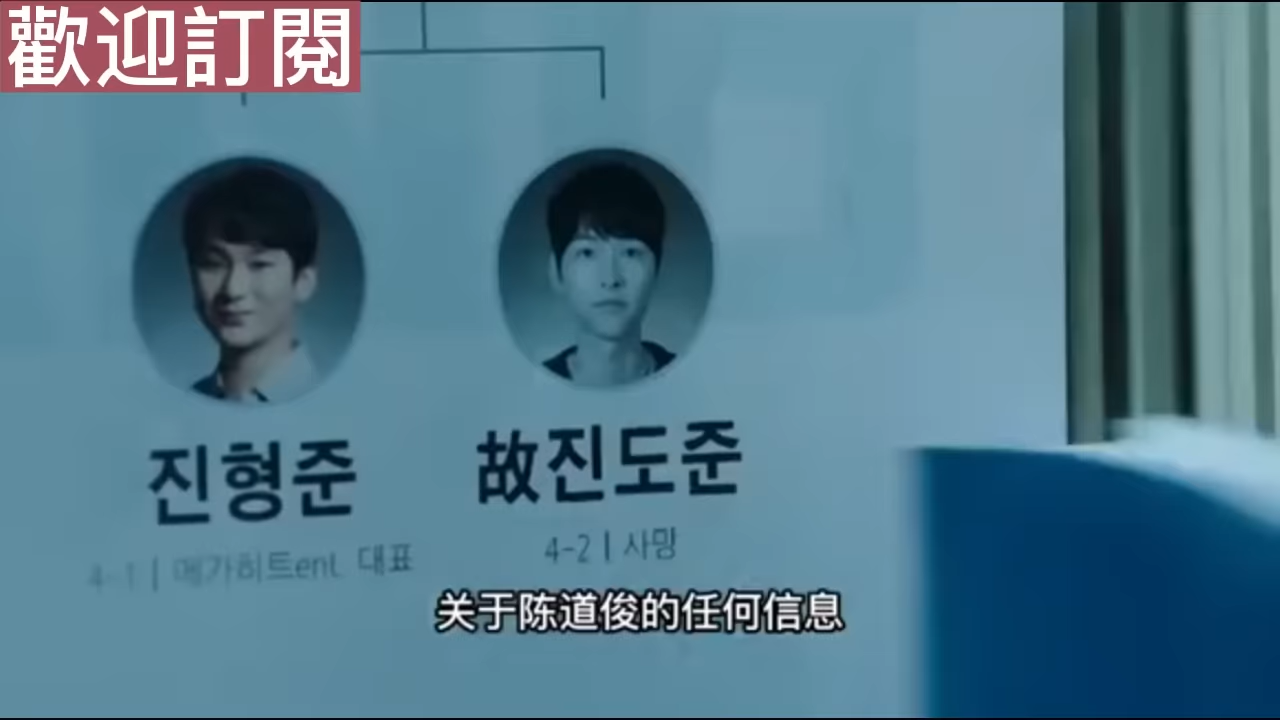 歡迎訂閱
진형준
故진도준
4-1 | 메가히트ent. 대표
4-2 | 사망
关于陈道俊的任何信息